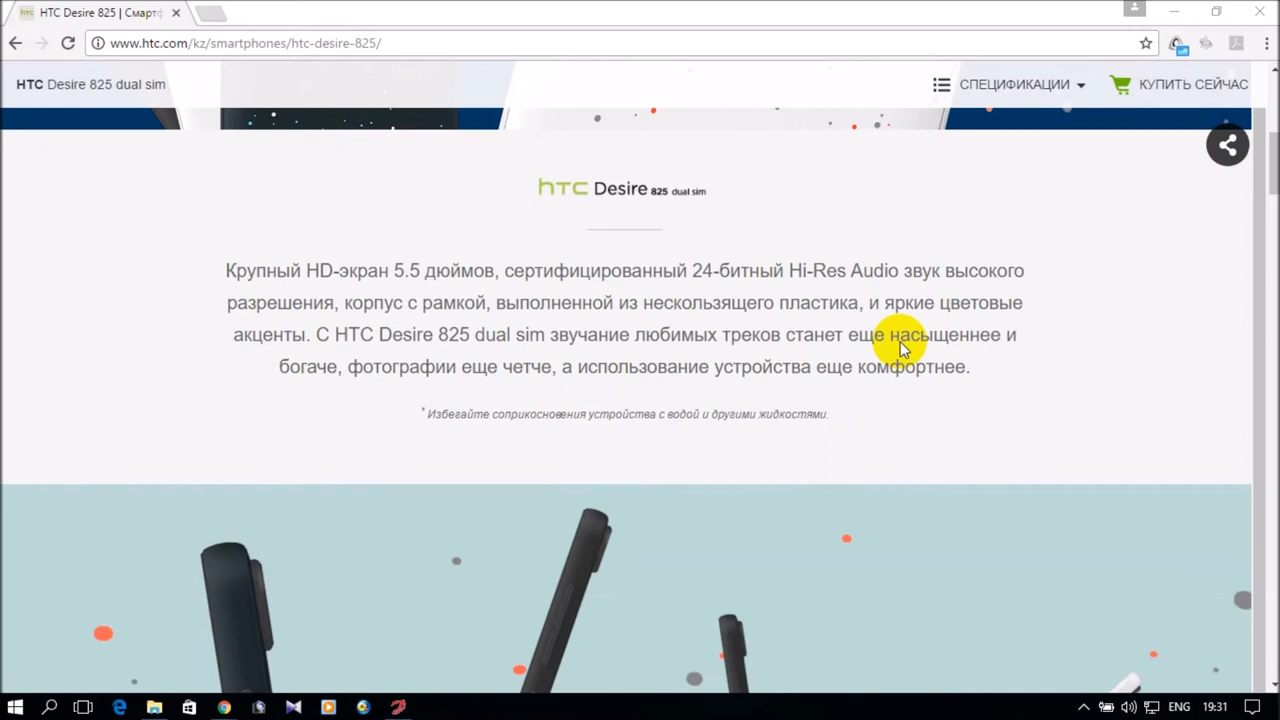 HTC Desire 825 | Смартф
www.htc.com/kz/smartphones/htc-desire-825/
off
HTC Desire 825 dual sim
СПЕЦИФИКАЦИИ
КУПИТЬ СЕЙЧАС
hTC Desire 825 dual sim
Крупный HD-экран 5.5 дюймов, сертифицированный 24-битный Hi-Res Audio звук высокого
разрешения, корпус с рамкой, выполненной из нескользящего пластика, и яркие цветовые
акценты. С HTC Desire 825 dual sim звучание любимых треков станет еще насыщеннее и
богаче, фотографии еще четче, а использование устройства еще комфортнее.
* Избегайте соприкосновения устройства с водой и другими жидкостями.
ENG
19:31